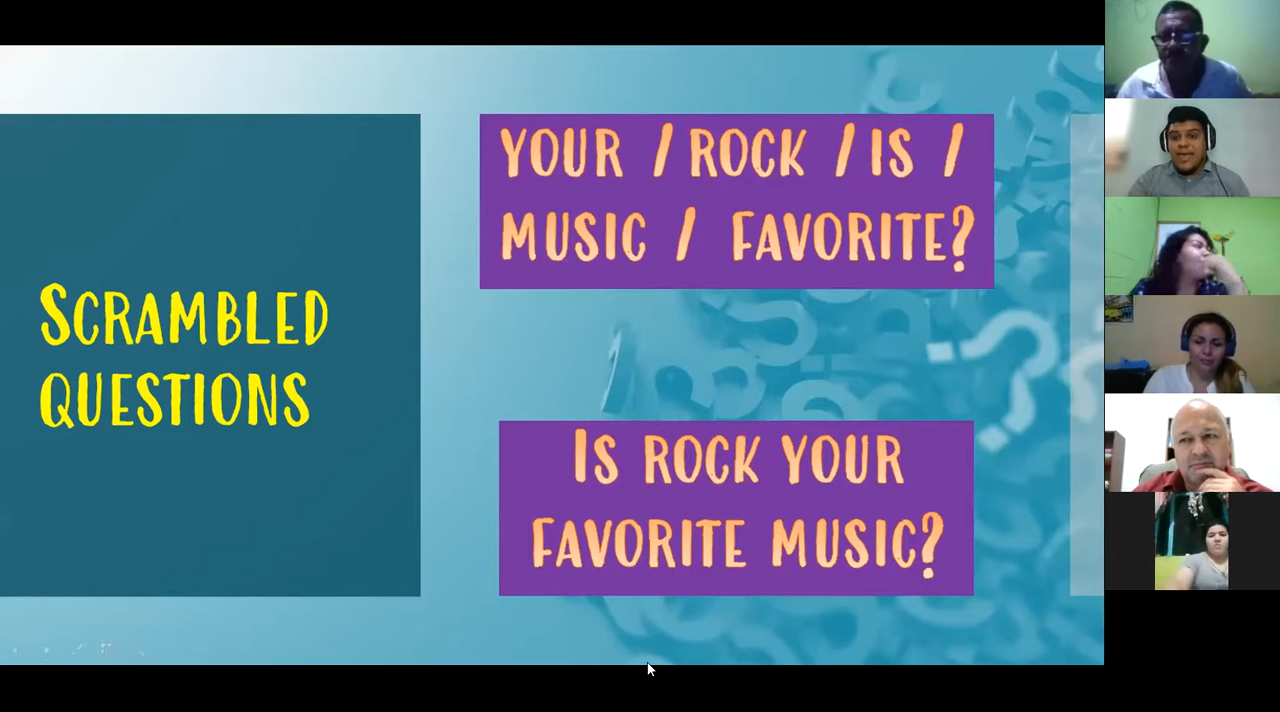 SCRAMBLED
QUESTIONS
YOUR / ROCK / IS /
MUSIC / FAVORITE?
IS ROCK YOUR
FAVORITE MUSIC?